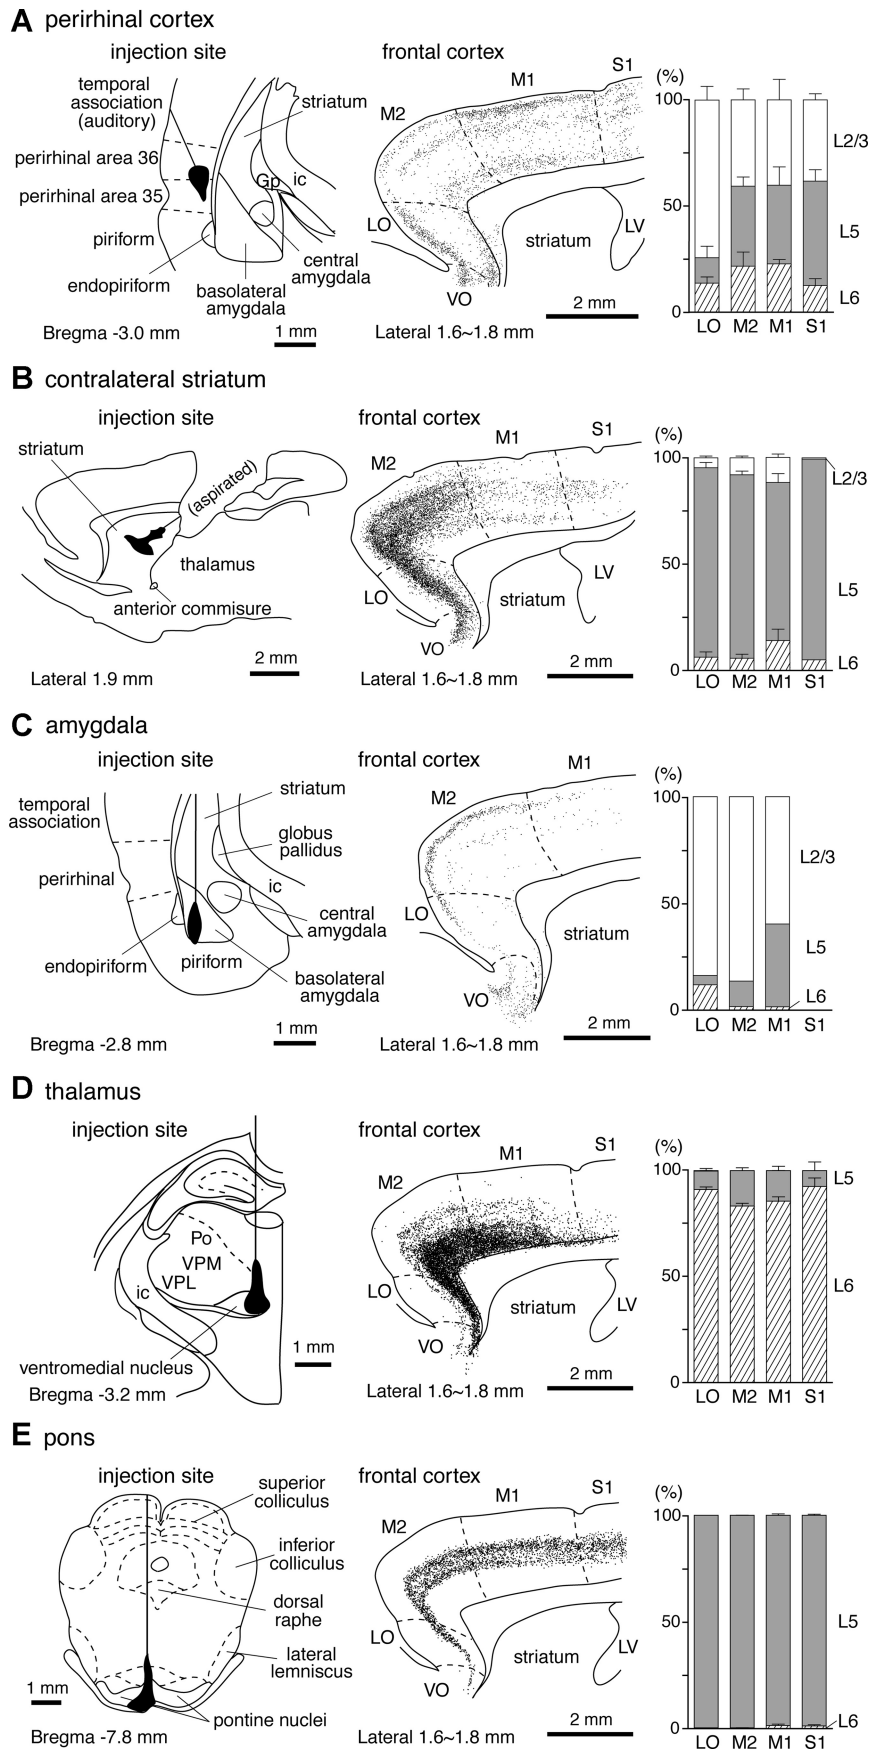 A perirhinal cortex
injection site
frontal cortex
temporal
association
(auditory)
striatum
perirhinal area 36
perirhinal area 35
piriform
endopiriform
basolateral
amygdala
central
amygdala
Gp
ic
Bregma -3.0 mm
1 mm
M2
M1
S1
LO
VO
striatum
LV
2 mm
Lateral 1.6~1.8 mm
(%)
100
50
0
L2/3
L5
L6
LO M2 M1 S1
B contralateral striatum
injection site
frontal cortex
striatum
(aspirated)
thalamus
anterior commisure
Lateral 1.9 mm
2 mm
M2
M1
S1
LO
VO
striatum
LV
2 mm
Lateral 1.6~1.8 mm
(%)
100
50
0
L2/3
L5
L6
LO M2 M1 S1
C amygdala
injection site
frontal cortex
temporal
association
striatum
globus
pallidus
perirhinal
ic
central
amygdala
endopiriform
piriform
basolateral
amygdala
Bregma -2.8 mm
1 mm
M2
M1
LO
VO
striatum
2 mm
Lateral 1.6~1.8 mm
(%)
100
50
0
L2/3
L5
L6
LO M2 M1 S1
D thalamus
injection site
frontal cortex
Po
VPM
VPL
ic
ventromedial nucleus
Bregma -3.2 mm
1 mm
M2
M1
S1
LO
VO
striatum
LV
2 mm
Lateral 1.6~1.8 mm
(%)
100
50
0
L5
L6
LO M2 M1 S1
E pons
injection site
frontal cortex
superior
colliculus
inferior
colliculus
dorsal
raphe
lateral
lemniscus
pontine nuclei
1 mm
Bregma -7.8 mm
M2
M1
S1
LO
VO
striatum
LV
2 mm
Lateral 1.6~1.8 mm
(%)
100
50
0
L5
L6
LO M2 M1 S1